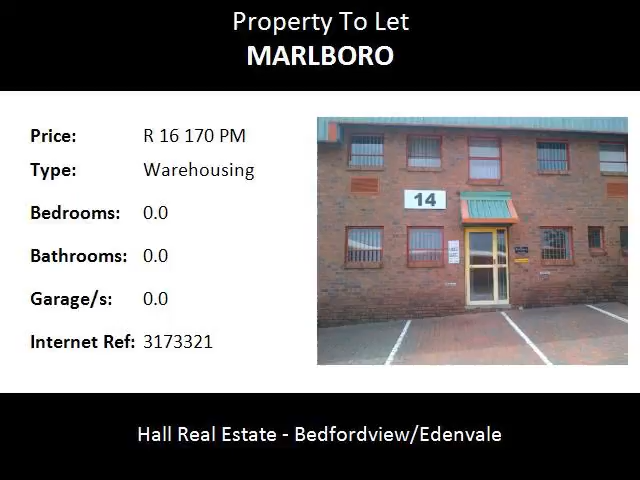 Property To Let
MARLBORO
Price: R 16 170 PM
Type: Warehousing
Bedrooms: 0.0
Bathrooms: 0.0
Garage/s: 0.0
Internet Ref: 3173321
14
Hall Real Estate - Bedfordview/Edenvale